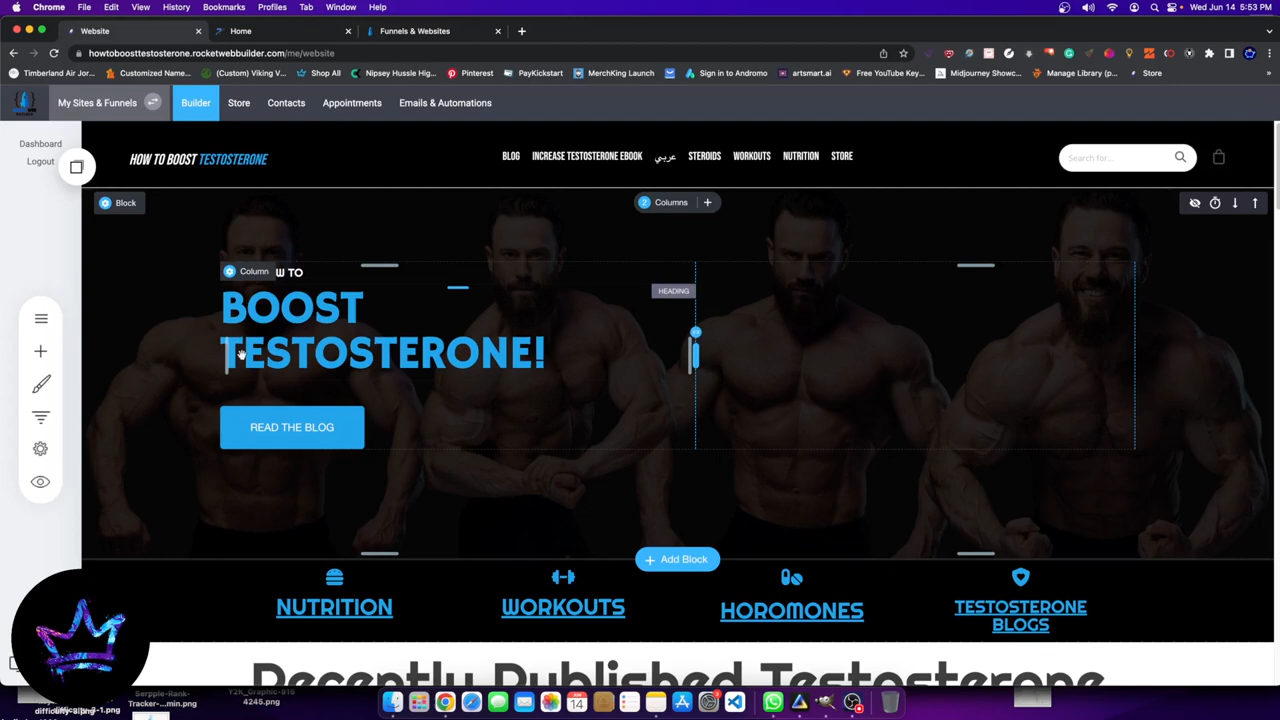 Chrome File Edit View History Bookmarks Profiles Tab Window Help Wed Jun 14 5:53 PM
Website Home Funnels & Websites
howtoboosttestosterone.rocketwebbuilder.com/me/website
Timberland Air Jor... Customized Name... (Custom) Viking V... Shop All Nipsey Hussle Hig... Pinterest PayKickstart MerchKing Launch Sign in to Andromo artsmart.ai Free YouTube Key... Midjourney Showc... Manage Library (p... Store
My Sites & Funnels Builder Store Contacts Appointments Emails & Automations
Dashboard
Logout
HOW TO BOOST TESTOSTERONE BLOG INCREASE TESTOSTERONE EBOOK عربي STEROIDS WORKOUTS NUTRITION STORE Search for...
Block 2 Columns +
Column W TO
HEADING
BOOST
TESTOSTERONE!
READ THE BLOG
+ Add Block
NUTRITION WORKOUTS HOROMONES TESTOSTERONE
BLOGS
Recently Published Testosterone
Serpple-Rank-
Tracker-...min.png
Y2K_Graphic-816
4245.png